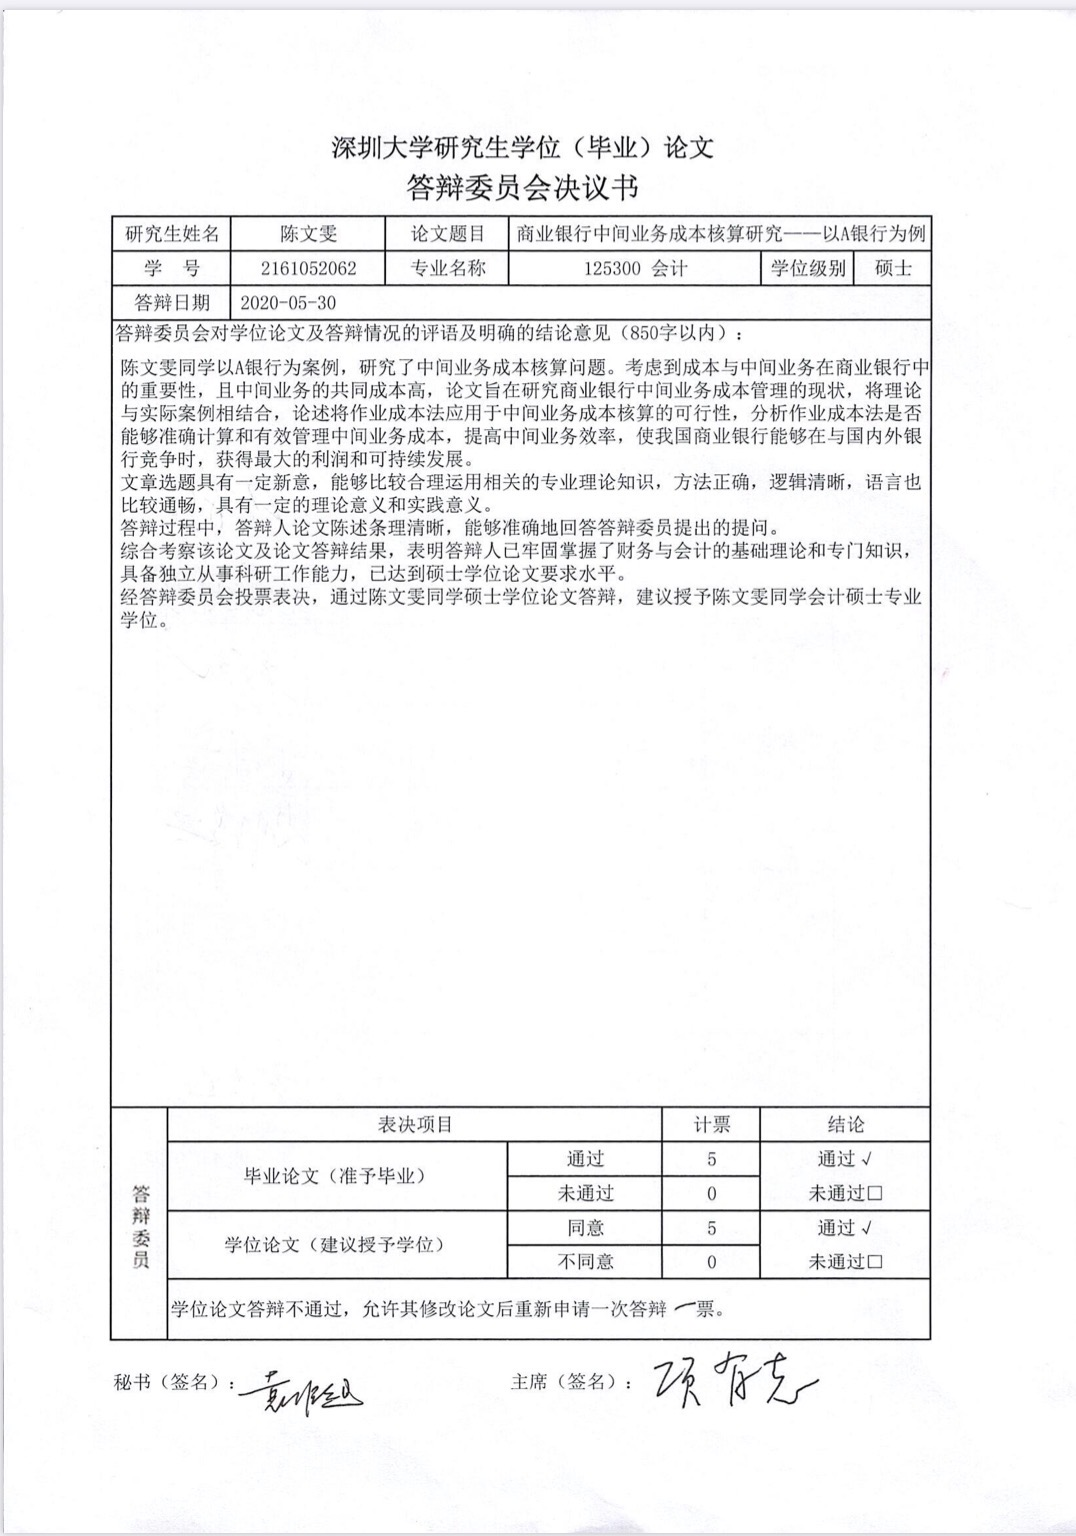 深圳大学研究生学位（毕业）论文
答辩委员会决议书
研究生姓名 陈文雯 论文题目 商业银行中间业务成本核算研究——以A银行为例
学 号 2161052062 专业名称 125300 会计 学位级别 硕士
答辩日期 2020-05-30
答辩委员会对学位论文及答辩情况的评语及明确的结论意见（850字以内）：
陈文雯同学以A银行为案例，研究了中间业务成本核算问题。考虑到成本与中间业务在商业银行中
的重要性，且中间业务的共同成本高，论文旨在研究商业银行中间业务成本管理的现状，将理论
与实际案例相结合，论述将作业成本法应用于中间业务成本核算的可行性，分析作业成本法是否
能够准确计算和有效管理中间业务成本，提高中间业务效率，使我国商业银行能够在与国内外银
行竞争时，获得最大的利润和可持续发展。
文章选题具有一定新意，能够比较合理运用相关的专业理论知识，方法正确，逻辑清晰，语言也
比较通畅，具有一定的理论意义和实践意义。
答辩过程中，答辩人论文陈述条理清晰，能够准确地回答答辩委员提出的提问。
综合考察该论文及论文答辩结果，表明答辩人已牢固掌握了财务与会计的基础理论和专门知识，
具备独立从事科研工作能力，已达到硕士学位论文要求水平。
经答辩委员会投票表决，通过陈文雯同学硕士学位论文答辩，建议授予陈文雯同学会计硕士专业
学位。
答辩委员
表决项目 计票 结论
毕业论文（准予毕业） 通过 5 通过√
未通过 0 未通过□
学位论文（建议授予学位） 同意 5 通过√
不同意 0 未通过□
学位论文答辩不通过，允许其修改论文后重新申请一次答辩 一票。
秘书（签名）： 主席（签名）：项有志